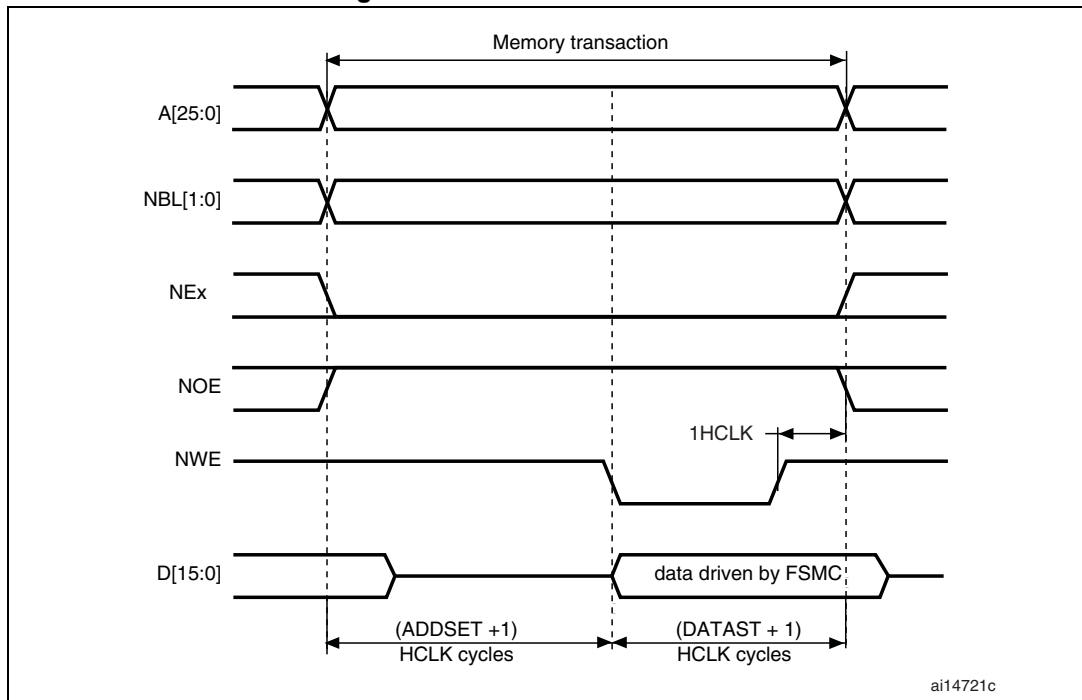 Memory transaction
A[25:0]
NBL[1:0]
NEx
NOE
1HCLK
NWE
D[15:0]
data driven by FSMC
(ADDSET +1)
HCLK cycles
(DATAST + 1)
HCLK cycles
ai14721c